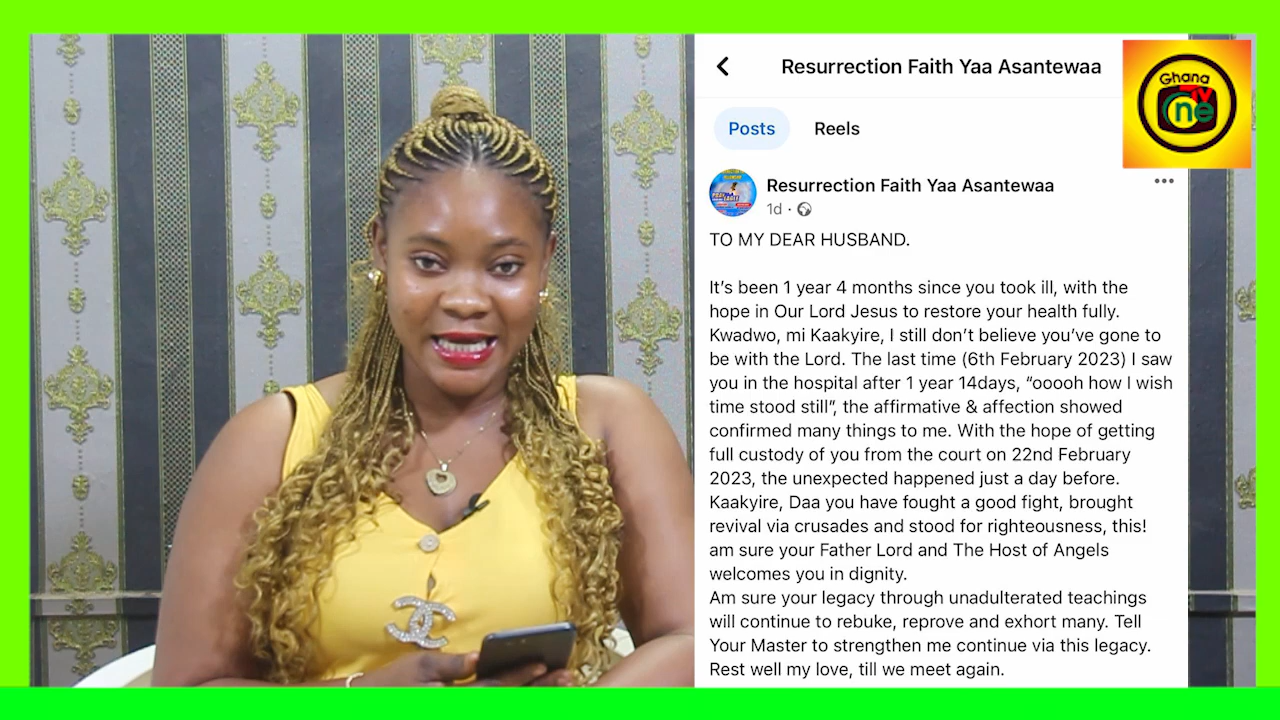 Resurrection Faith Yaa Asantewaa
Ghana
TV
One
Posts
Reels
Resurrection Faith Yaa Asantewaa
1d ·
TO MY DEAR HUSBAND.
It’s been 1 year 4 months since you took ill, with the
hope in Our Lord Jesus to restore your health fully.
Kwadwo, mi Kaakyire, I still don’t believe you’ve gone to
be with the Lord. The last time (6th February 2023) I saw
you in the hospital after 1 year 14days, “ooooh how I wish
time stood still”, the affirmative & affection showed
confirmed many things to me. With the hope of getting
full custody of you from the court on 22nd February
2023, the unexpected happened just a day before.
Kaakyire, Daa you have fought a good fight, brought
revival via crusades and stood for righteousness, this!
am sure your Father Lord and The Host of Angels
welcomes you in dignity.
Am sure your legacy through unadulterated teachings
will continue to rebuke, reprove and exhort many. Tell
Your Master to strengthen me continue via this legacy.
Rest well my love, till we meet again.